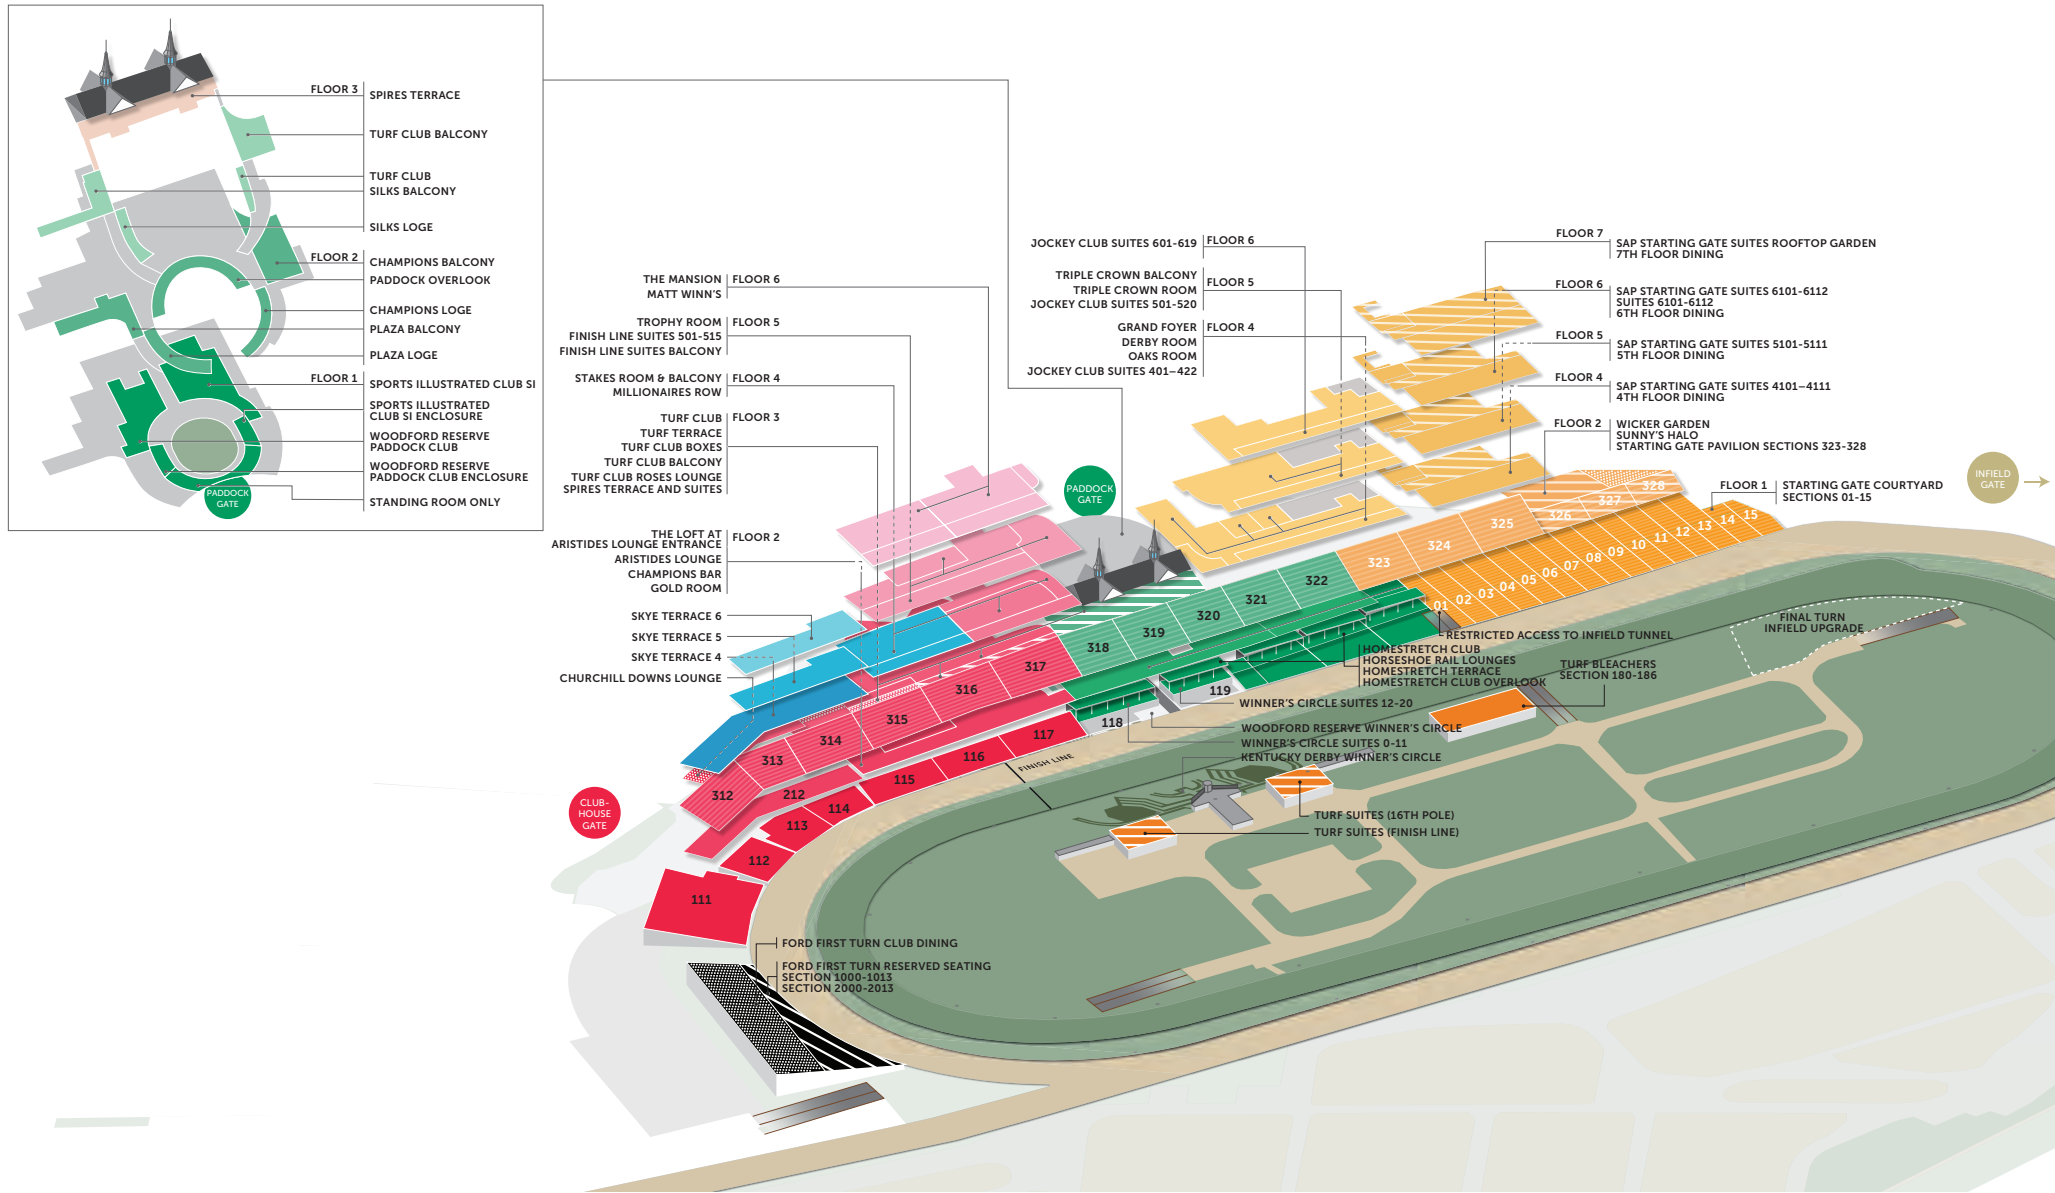 FLOOR 3
SPIRES TERRACE
TURF CLUB BALCONY
TURF CLUB
SILKS BALCONY
SILKS LOGE
FLOOR 2
CHAMPIONS BALCONY
PADDOCK OVERLOOK
CHAMPIONS LOGE
PLAZA BALCONY
PLAZA LOGE
FLOOR 1
SPORTS ILLUSTRATED CLUB SI
SPORTS ILLUSTRATED
CLUB SI ENCLOSURE
WOODFORD RESERVE
PADDOCK CLUB
WOODFORD RESERVE
PADDOCK CLUB ENCLOSURE
STANDING ROOM ONLY
PADDOCK
GATE
THE MANSION
MATT WINN'S
FLOOR 6
TROPHY ROOM
FINISH LINE SUITES 501-515
FINISH LINE SUITES BALCONY
FLOOR 5
STAKES ROOM & BALCONY
MILLIONAIRES ROW
FLOOR 4
TURF CLUB
TURF TERRACE
TURF CLUB BOXES
TURF CLUB BALCONY
TURF CLUB ROSES LOUNGE
SPIRES TERRACE AND SUITES
FLOOR 3
THE LOFT AT
ARISTIDES LOUNGE ENTRANCE
ARISTIDES LOUNGE
CHAMPIONS BAR
GOLD ROOM
FLOOR 2
SKYE TERRACE 6
SKYE TERRACE 5
SKYE TERRACE 4
CHURCHILL DOWNS LOUNGE
JOCKEY CLUB SUITES 601-619
FLOOR 6
TRIPLE CROWN BALCONY
TRIPLE CROWN ROOM
JOCKEY CLUB SUITES 501-520
FLOOR 5
GRAND FOYER
DERBY ROOM
OAKS ROOM
JOCKEY CLUB SUITES 401–422
FLOOR 4
FLOOR 7
SAP STARTING GATE SUITES ROOFTOP GARDEN
7TH FLOOR DINING
FLOOR 6
SAP STARTING GATE SUITES 6101-6112
SUITES 6101-6112
6TH FLOOR DINING
FLOOR 5
SAP STARTING GATE SUITES 5101-5111
5TH FLOOR DINING
FLOOR 4
SAP STARTING GATE SUITES 4101–4111
4TH FLOOR DINING
FLOOR 2
WICKER GARDEN
SUNNY'S HALO
STARTING GATE PAVILION SECTIONS 323-328
FLOOR 1
STARTING GATE COURTYARD
SECTIONS 01-15
INFIELD
GATE
PADDOCK
GATE
CLUB-
HOUSE
GATE
328
327
326
325
324
323
322
321
320
319
318
317
316
315
314
313
312
212
15
14
13
12
11
10
09
08
07
06
05
04
03
02
01
119
118
117
116
115
114
113
112
111
FINISH LINE
RESTRICTED ACCESS TO INFIELD TUNNEL
HOMESTRETCH CLUB
HORSESHOE RAIL LOUNGES
HOMESTRETCH TERRACE
HOMESTRETCH CLUB OVERLOOK
WINNER'S CIRCLE SUITES 12-20
WOODFORD RESERVE WINNER'S CIRCLE
WINNER'S CIRCLE SUITES 0-11
KENTUCKY DERBY WINNER'S CIRCLE
TURF BLEACHERS
SECTION 180-186
FINAL TURN
INFIELD UPGRADE
TURF SUITES (16TH POLE)
TURF SUITES (FINISH LINE)
FORD FIRST TURN CLUB DINING
FORD FIRST TURN RESERVED SEATING
SECTION 1000-1013
SECTION 2000-2013